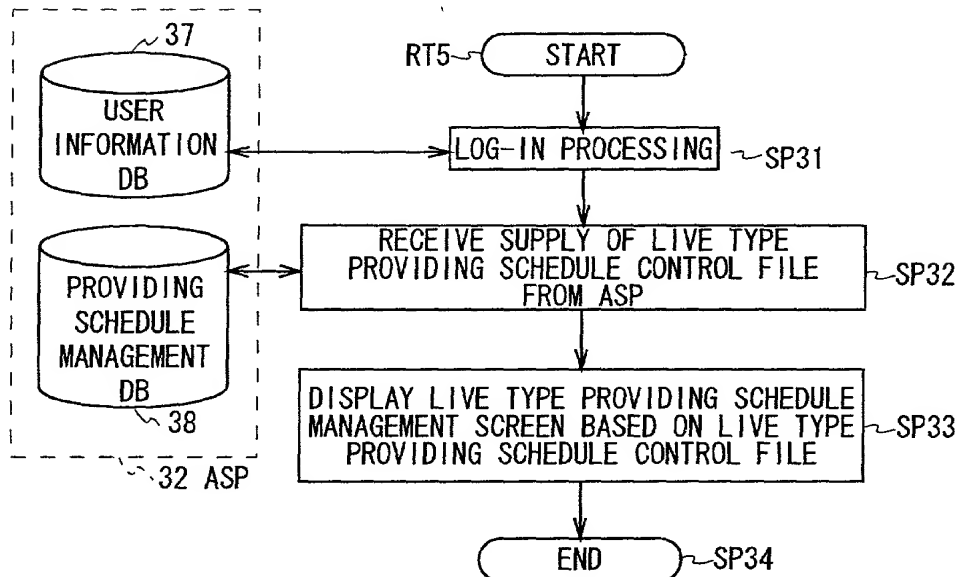 37
USER
INFORMATION
DB
PROVIDING
SCHEDULE
MANAGEMENT
DB
38
32 ASP
RT5
START
LOG-IN PROCESSING
SP31
RECEIVE SUPPLY OF LIVE TYPE
PROVIDING SCHEDULE CONTROL FILE
FROM ASP
SP32
DISPLAY LIVE TYPE PROVIDING SCHEDULE
MANAGEMENT SCREEN BASED ON LIVE TYPE
PROVIDING SCHEDULE CONTROL FILE
SP33
END
SP34